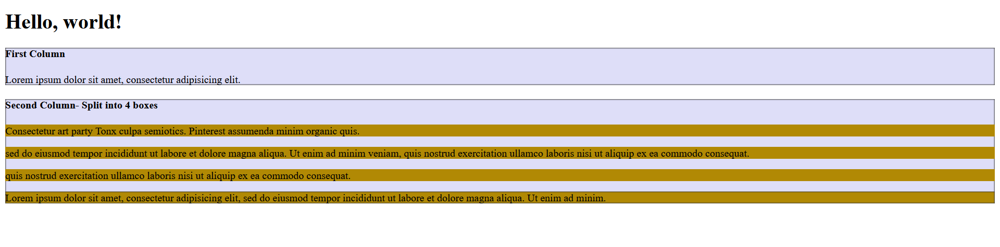 Hello, world!
First Column
Lorem ipsum dolor sit amet, consectetur adipisicing elit.
Second Column- Split into 4 boxes
Consectetur art party Tonx culpa semiotics. Pinterest assumenda minim organic quis.
sed do eiusmod tempor incididunt ut labore et dolore magna aliqua. Ut enim ad minim veniam, quis nostrud exercitation ullamco laboris nisi ut aliquip ex ea commodo consequat.
quis nostrud exercitation ullamco laboris nisi ut aliquip ex ea commodo consequat.
Lorem ipsum dolor sit amet, consectetur adipisicing elit, sed do eiusmod tempor incididunt ut labore et dolore magna aliqua. Ut enim ad minim.